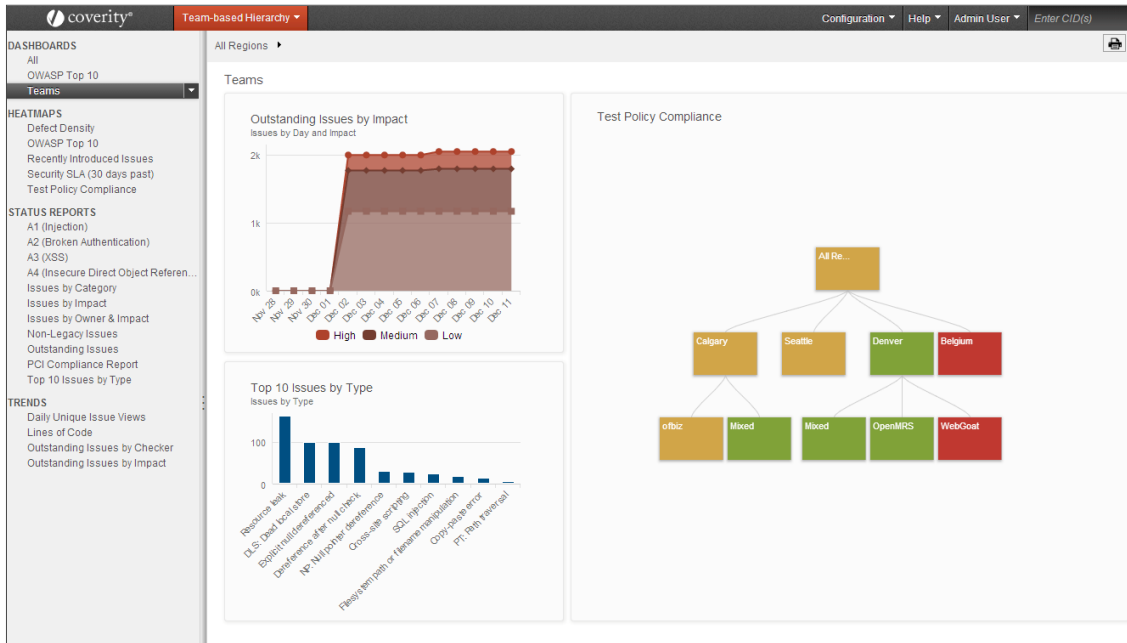 coverity®
Team-based Hierarchy
Configuration
Help
Admin User
Enter CID(s)
DASHBOARDS
All
OWASP Top 10
Teams
HEATMAPS
Defect Density
OWASP Top 10
Recently Introduced Issues
Security SLA (30 days past)
Test Policy Compliance
STATUS REPORTS
A1 (Injection)
A2 (Broken Authentication)
A3 (XSS)
A4 (Insecure Direct Object Referen...
Issues by Category
Issues by Impact
Issues by Owner & Impact
Non-Legacy Issues
Outstanding Issues
PCI Compliance Report
Top 10 Issues by Type
TRENDS
Daily Unique Issue Views
Lines of Code
Outstanding Issues by Checker
Outstanding Issues by Impact
All Regions
Teams
Outstanding Issues by Impact
Issues by Day and Impact
2k
1k
0k
Nov 28
Nov 29
Nov 30
Dec 01
Dec 02
Dec 03
Dec 04
Dec 05
Dec 06
Dec 07
Dec 08
Dec 09
Dec 10
Dec 11
High
Medium
Low
Top 10 Issues by Type
Issues by Type
100
0
Resource leak
DLS: Dead local store
Explicit null dereferenced
Dereference after null check
NP: Null pointer dereference
Cross-site scripting
SQL injection
Filesystem path or filename manipulation
Copy-paste error
PT: Path traversal
Test Policy Compliance
All Re...
Calgary
Seattle
Denver
Belgium
ofbiz
Mixed
Mixed
OpenMRS
WebGoat